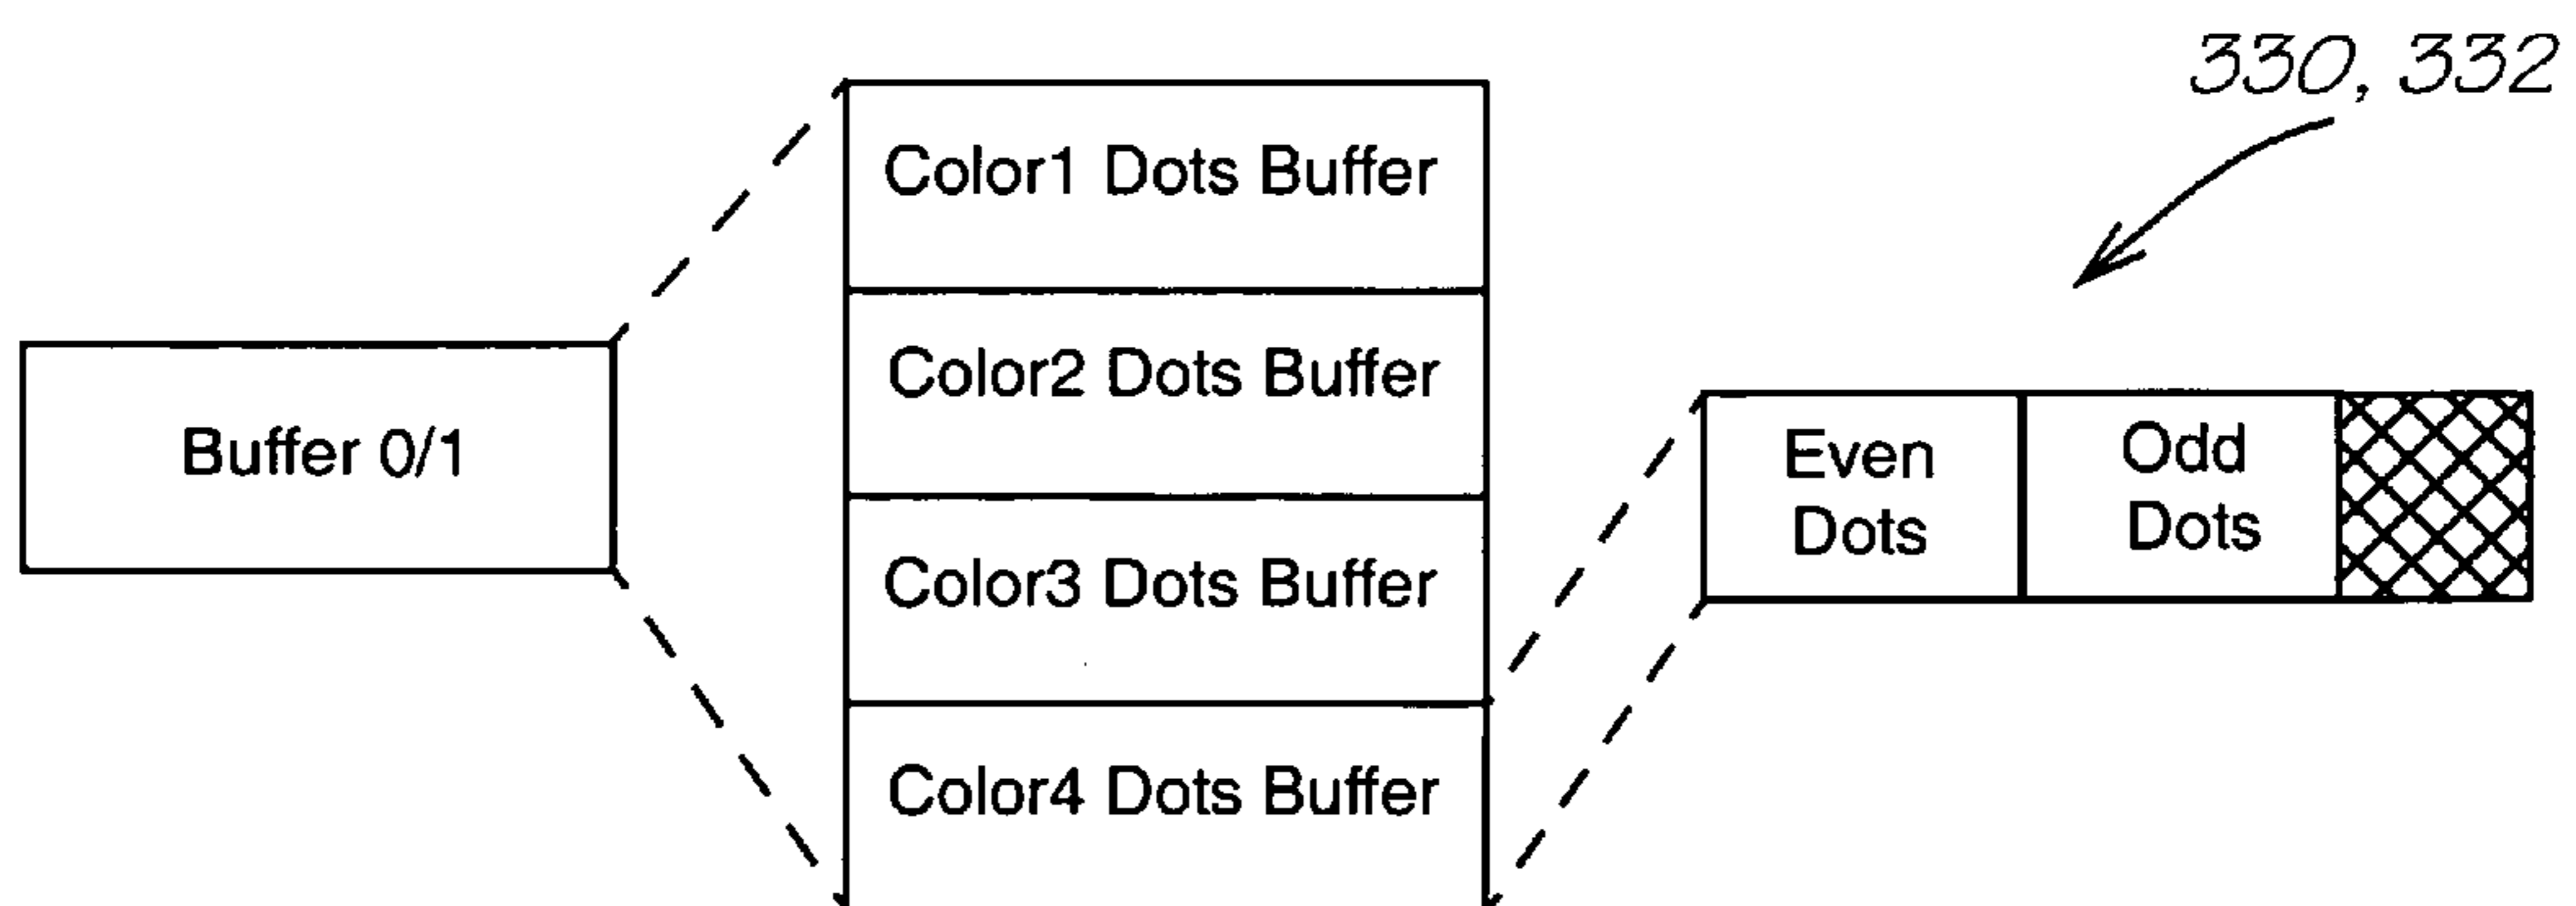 330, 332
Color1 Dots Buffer
Color2 Dots Buffer
Buffer 0/1
Color3 Dots Buffer
Color4 Dots Buffer
Even
Dots
Odd
Dots